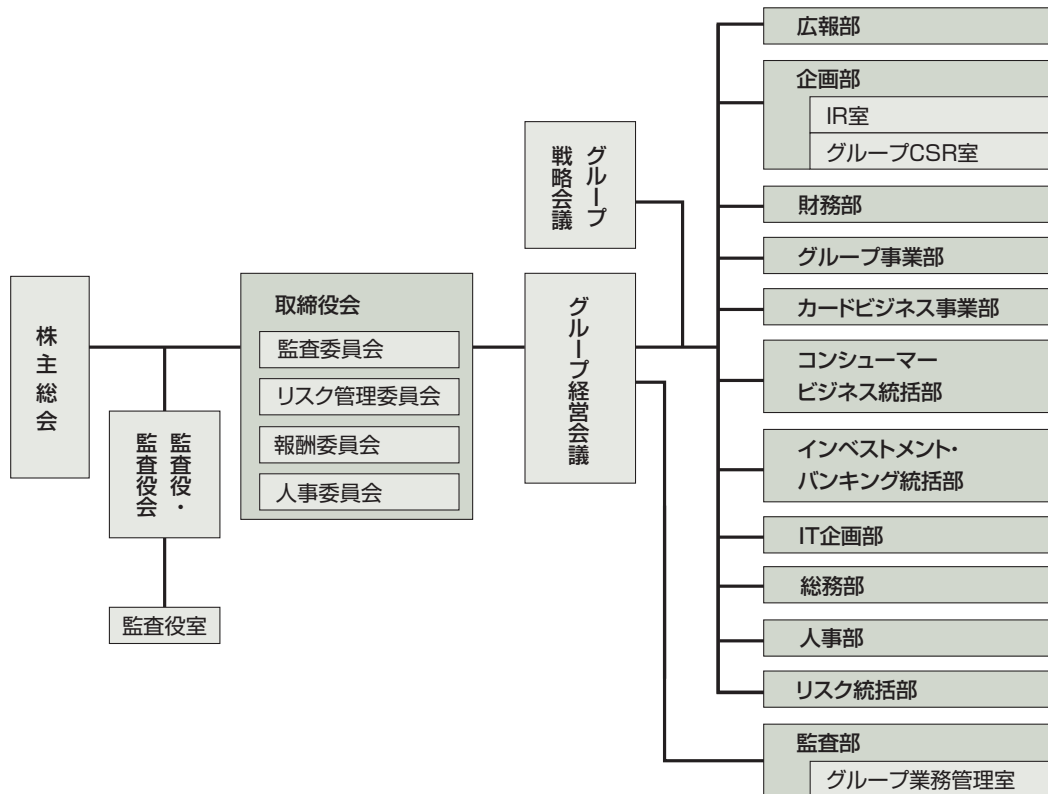 株主総会
監査役・
監査役会
監査役室
取締役会
監査委員会
リスク管理委員会
報酬委員会
人事委員会
グループ
戦略会議
グループ経営会議
広報部
企画部
IR室
グループCSR室
財務部
グループ事業部
カードビジネス事業部
コンシューマー
ビジネス統括部
インベストメント・
バンキング統括部
IT企画部
総務部
人事部
リスク統括部
監査部
グループ業務管理室